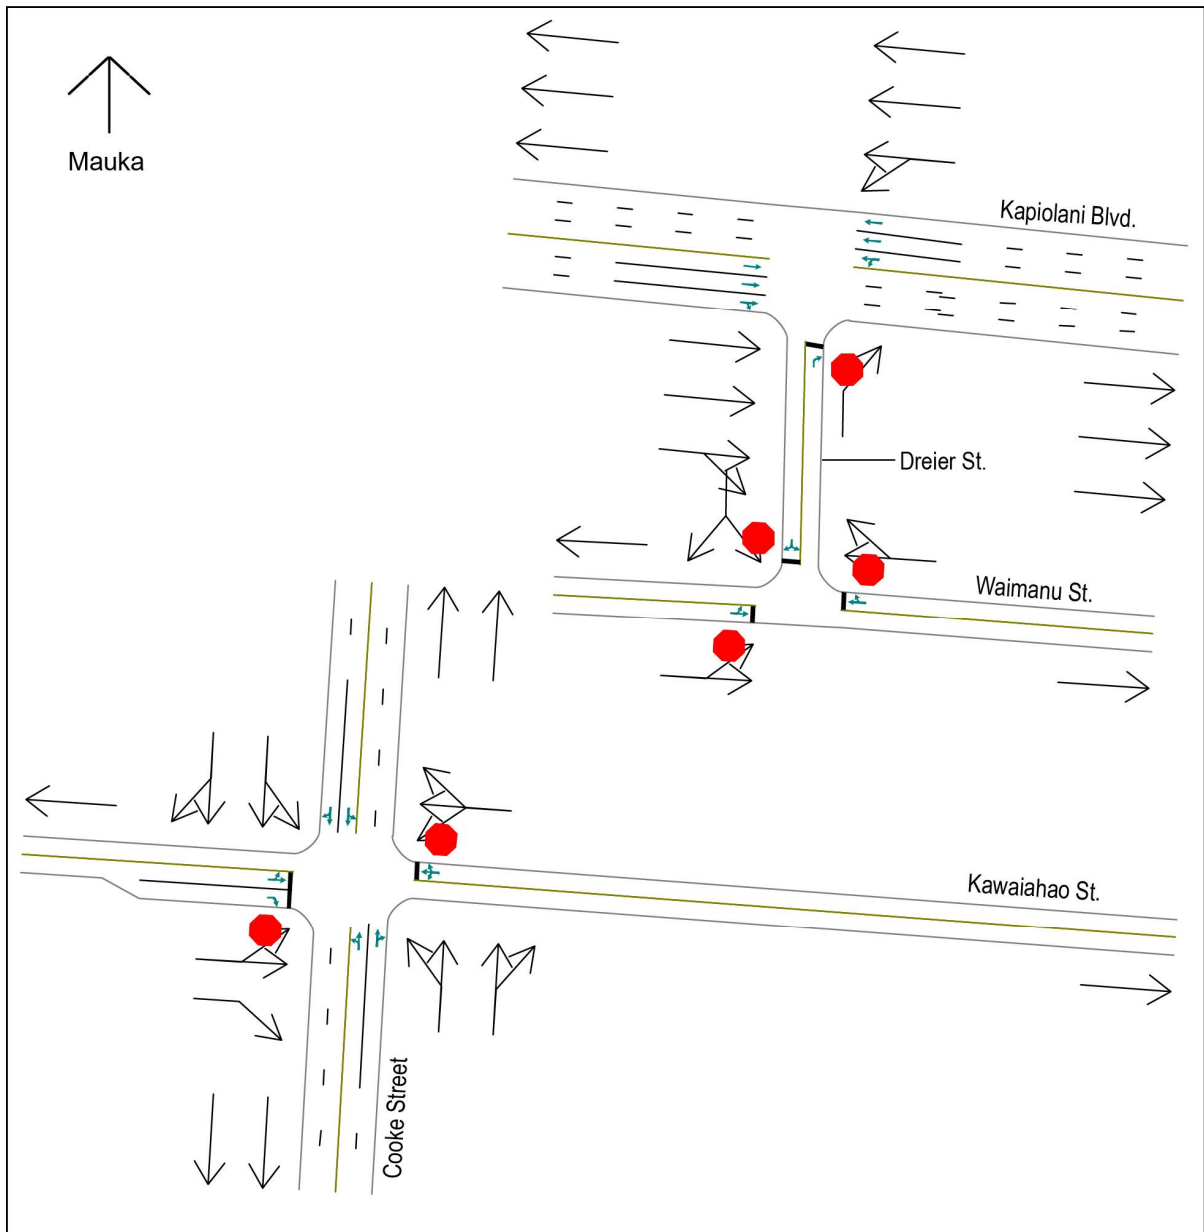 Mauka
Kapiolani Blvd.
Dreier St.
Waimanu St.
Kawaiahao St.
Cooke Street